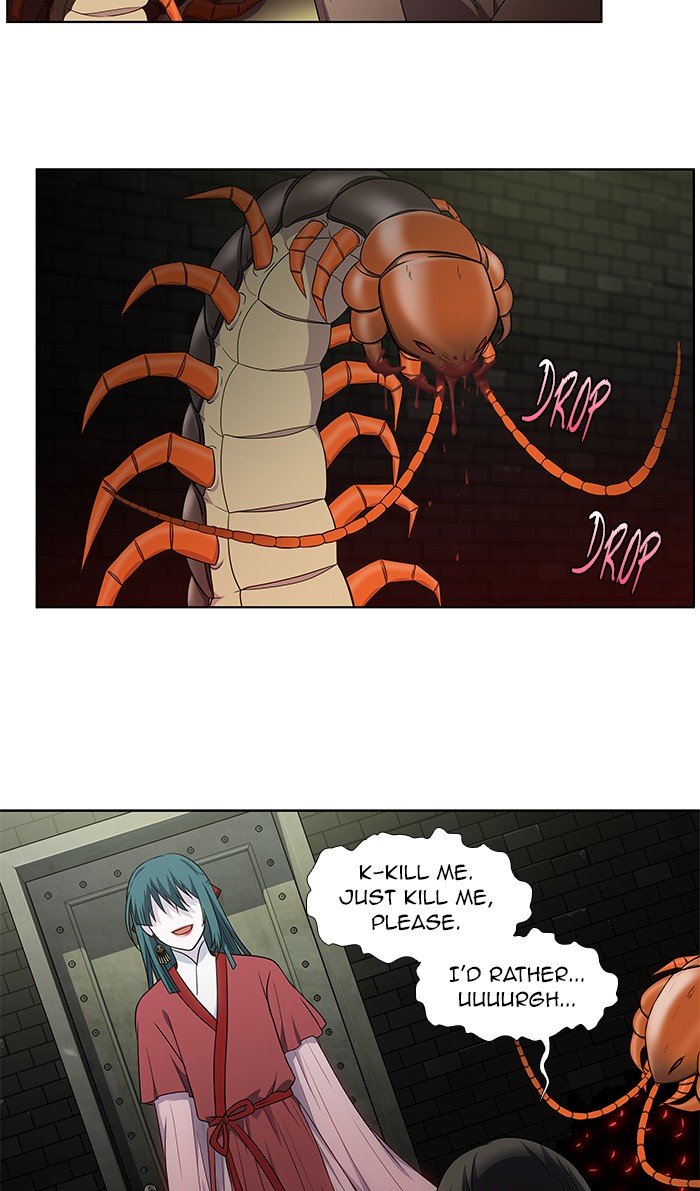 DROP
DROP
K-KILL ME.
JUST KILL ME,
PLEASE.
I'D RATHER...
UUUURGH...